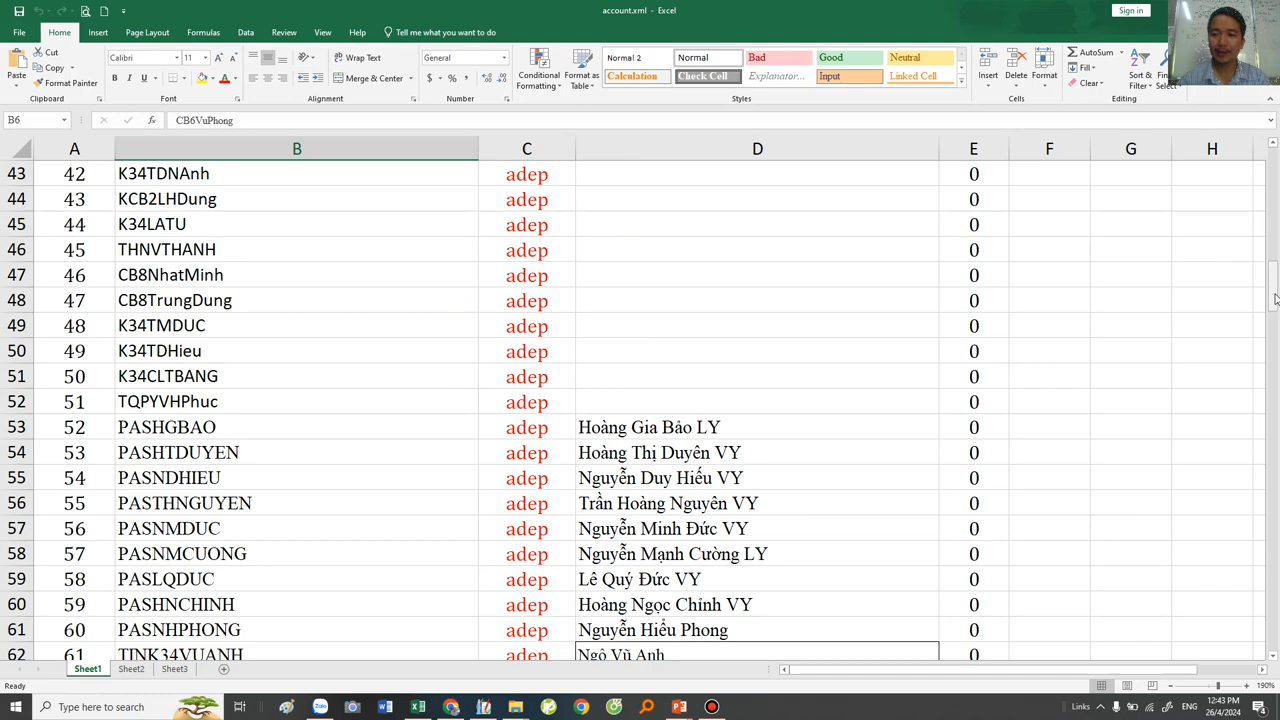 account.xml - Excel
Sign in
File Home Insert Page Layout Formulas Data Review View Help Tell me what you want to do
Cut
Copy
Format Painter
Paste
Clipboard
Calibri 11
B I U
Font
Wrap Text
Merge & Center
Alignment
General
$ % ,
Number
Conditional Formatting
Format as Table
Normal 2 Normal Bad Good Neutral
Calculation Check Cell Explanator... Input Linked Cell
Styles
Insert Delete Format
Cells
AutoSum
Fill
Clear
Sort & Filter
Editing
B6 fx CB6VuPhong
A B C D E F G H
43 42 K34TDNAnh adep 0
44 43 KCB2LHDung adep 0
45 44 K34LATU adep 0
46 45 THNVTHANH adep 0
47 46 CB8NhatMinh adep 0
48 47 CB8TrungDung adep 0
49 48 K34TMDUC adep 0
50 49 K34TDHieu adep 0
51 50 K34CLTBANG adep 0
52 51 TQPYVHPhuc adep 0
53 52 PASHGBAO adep Hoàng Gia Bảo LY 0
54 53 PASHTDUYEN adep Hoàng Thị Duyên VY 0
55 54 PASNDHIEU adep Nguyễn Duy Hiếu VY 0
56 55 PASTHNGUYEN adep Trần Hoàng Nguyên VY 0
57 56 PASNMDUC adep Nguyễn Minh Đức VY 0
58 57 PASNMCUONG adep Nguyễn Mạnh Cường LY 0
59 58 PASLQDUC adep Lê Quý Đức VY 0
60 59 PASHNCHINH adep Hoàng Ngọc Chỉnh VY 0
61 60 PASNHPHONG adep Nguyễn Hiểu Phong 0
62 61 TINK34VUANH adep Ngô Vũ Anh 0
Sheet1 Sheet2 Sheet3
Ready
190%
Type here to search
Links
ENG
12:43 PM
26/4/2024